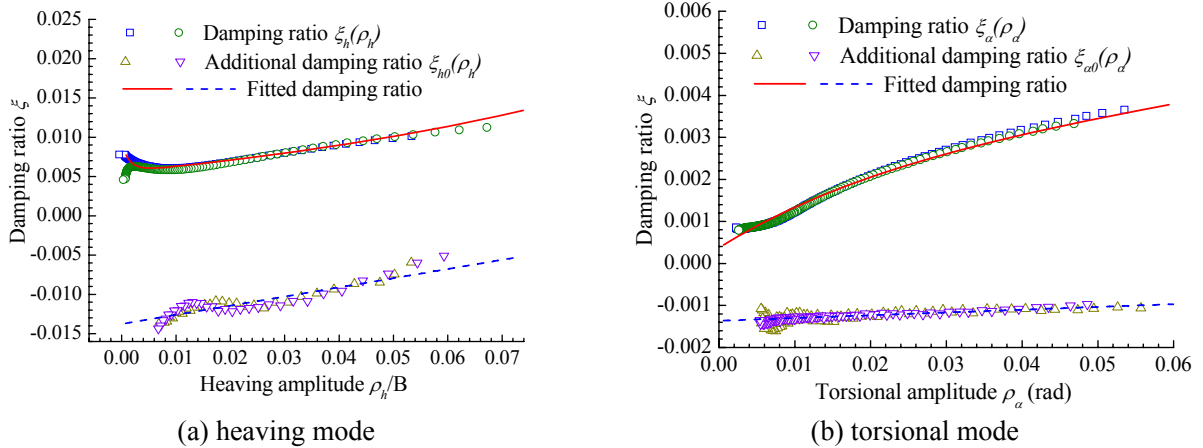 0.025
0.020
0.015
0.010
0.005
0.000
-0.005
-0.010
-0.015
Damping ratio ξ
Damping ratio ξₕ(ρₕ)
Additional damping ratio ξₕ₀(ρₕ)
Fitted damping ratio
0.00 0.01 0.02 0.03 0.04 0.05 0.06 0.07
Heaving amplitude ρₕ/B
(a) heaving mode
0.006
0.005
0.004
0.003
0.002
0.001
0.000
-0.001
-0.002
Damping ratio ξ
Damping ratio ξ_α(ρ_α)
Additional damping ratio ξ_α0(ρ_α)
Fitted damping ratio
0.00 0.01 0.02 0.03 0.04 0.05 0.06
Torsional amplitude ρ_α (rad)
(b) torsional mode